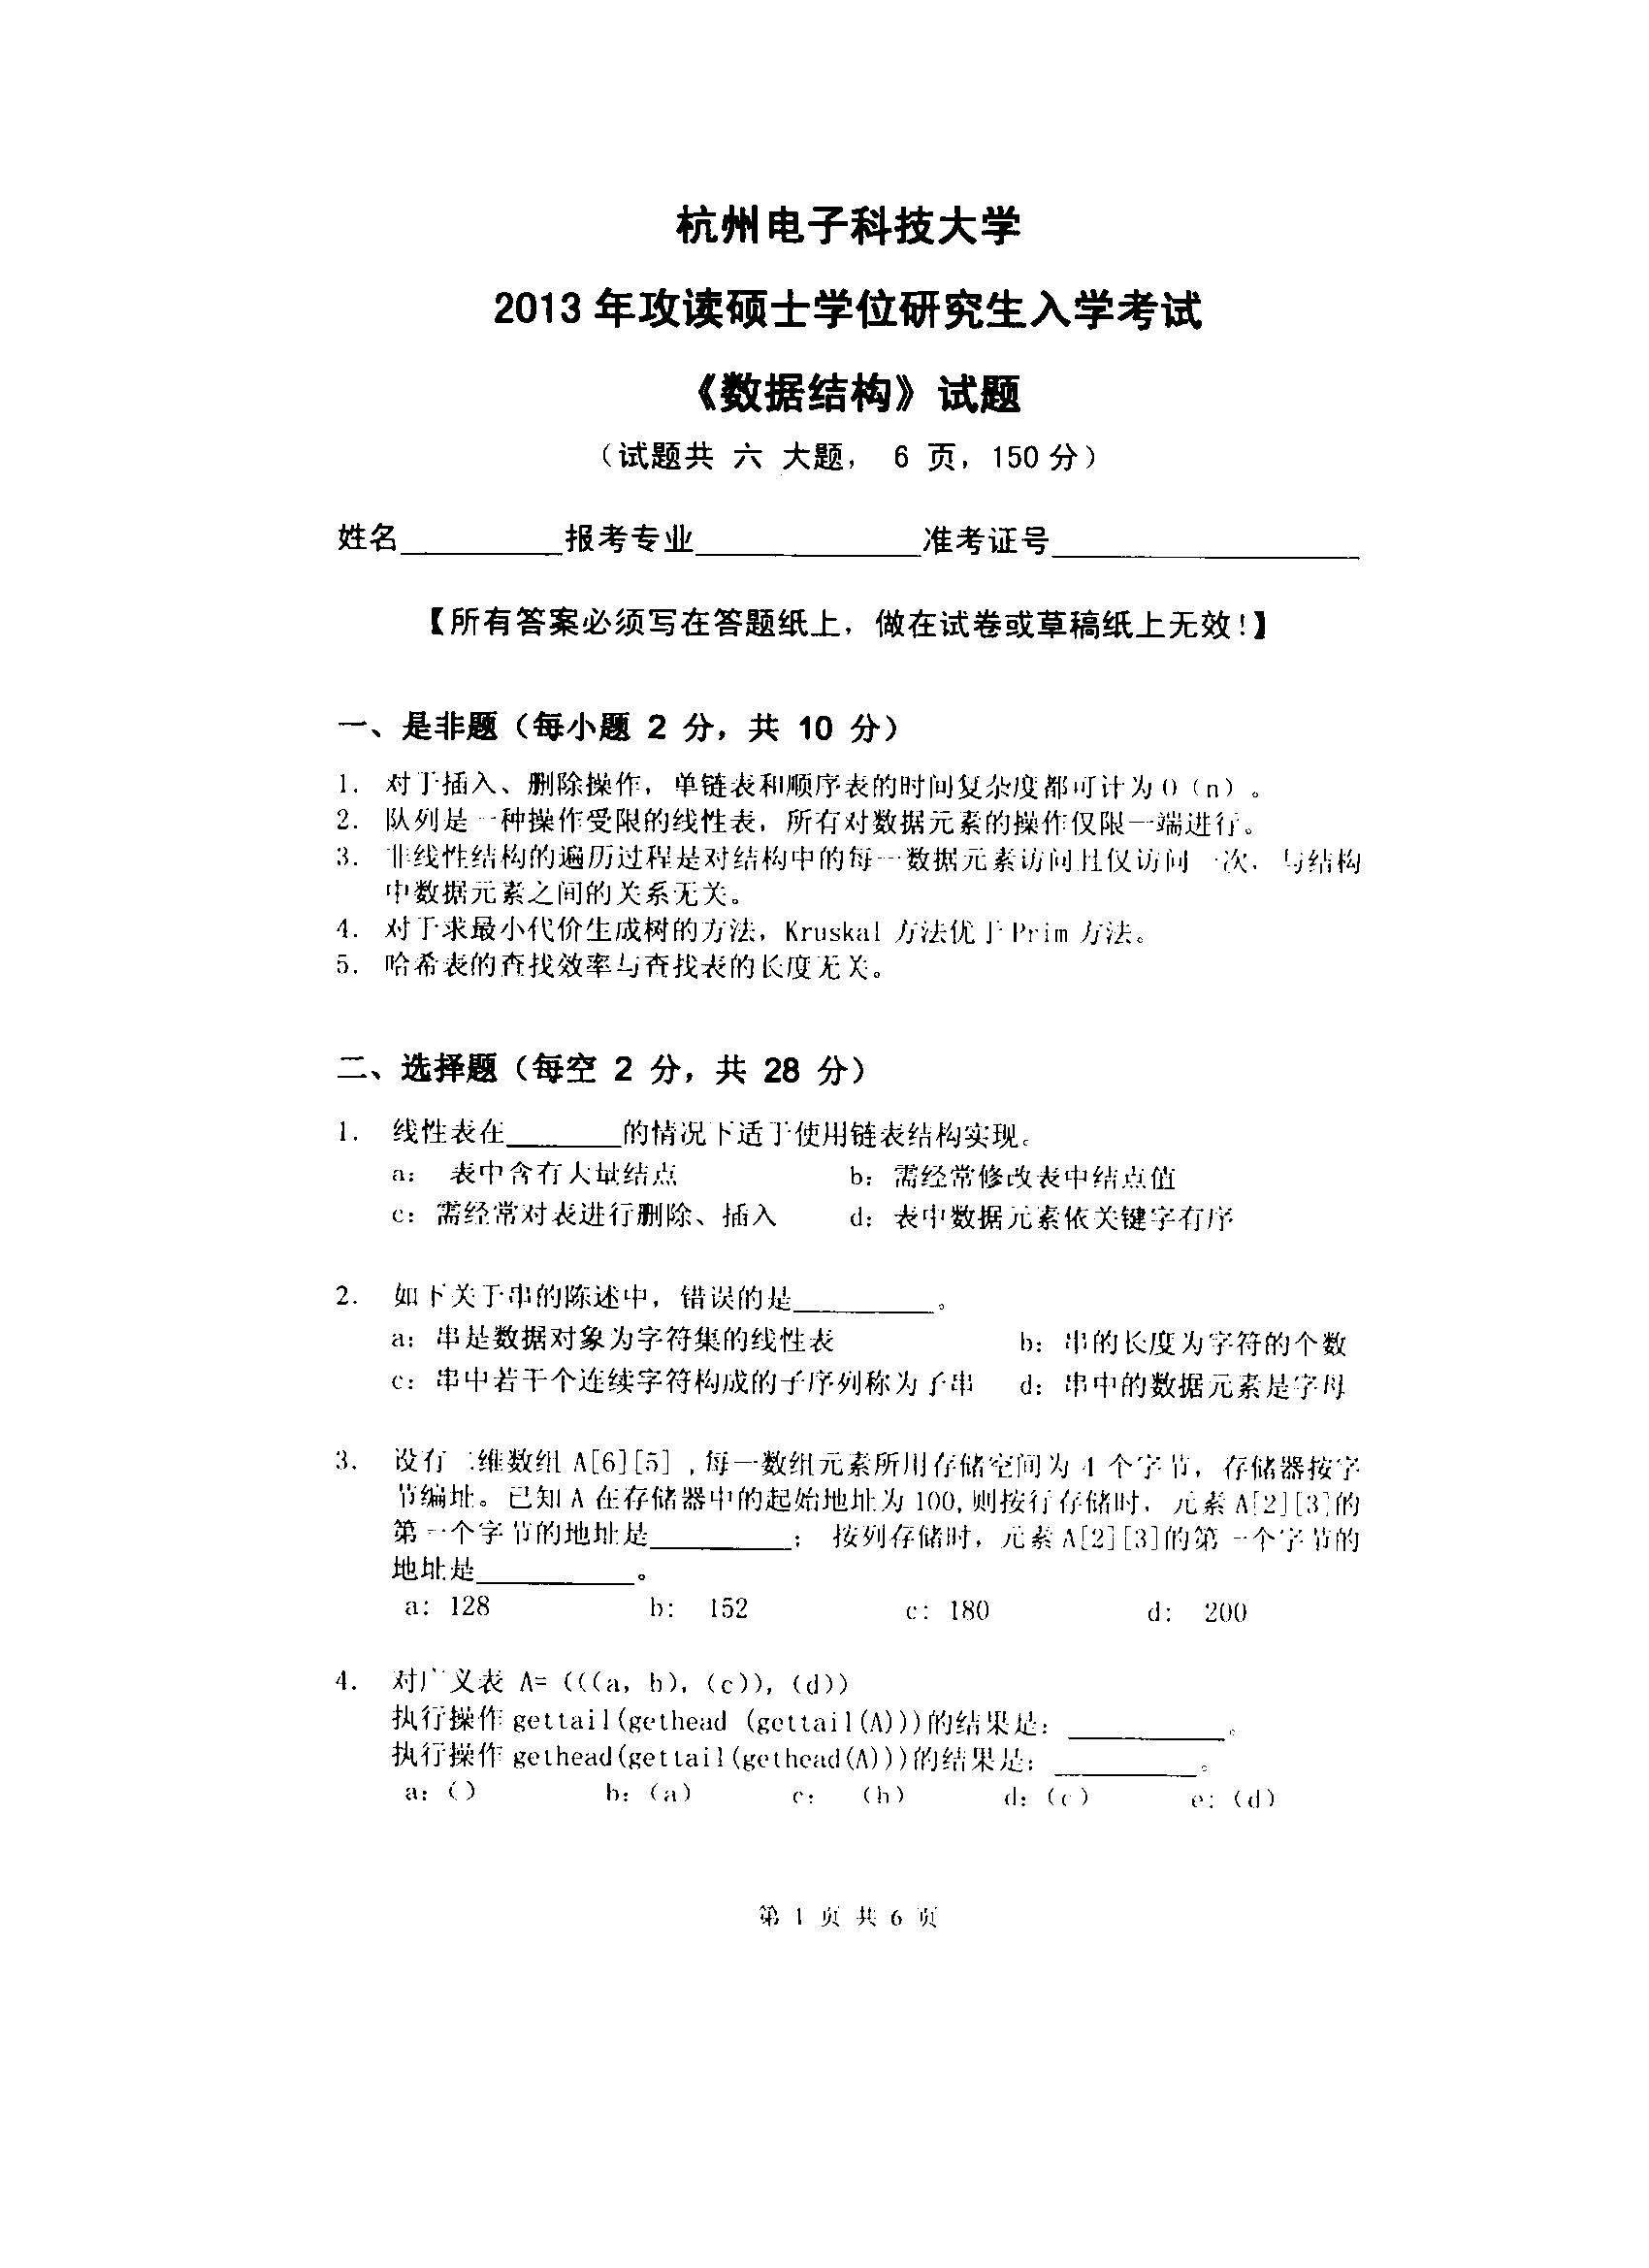 杭州电子科技大学
2013 年攻读硕士学位研究生入学考试
《数据结构》试题
（试题共 六 大题， 6 页，150 分）
姓名__________报考专业______________准考证号___________________
【所有答案必须写在答题纸上，做在试卷或草稿纸上无效！】
一、是非题（每小题 2 分，共 10 分）
1. 对于插入、删除操作，单链表和顺序表的时间复杂度都可计为 O（n）。
2. 队列是一种操作受限的线性表，所有对数据元素的操作仅限一端进行。
3. 非线性结构的遍历过程是对结构中的每一数据元素访问且仅访问一次，与结构
中数据元素之间的关系无关。
4. 对于求最小代价生成树的方法，Kruskal 方法优于 Prim 方法。
5. 哈希表的查找效率与查找表的长度无关。
二、选择题（每空 2 分，共 28 分）
1. 线性表在________的情况下适于使用链表结构实现。
a： 表中含有大量结点 b：需经常修改表中结点值
c：需经常对表进行删除、插入 d：表中数据元素依关键字有序
2. 如下关于串的陈述中，错误的是__________。
a：串是数据对象为字符集的线性表 b：串的长度为字符的个数
c：串中若干个连续字符构成的子序列称为子串 d：串中的数据元素是字母
3. 设有二维数组 A[6][5] ,每一数组元素所用存储空间为 4 个字节，存储器按字
节编址。已知 A 在存储器中的起始地址为 100,则按行存储时，元素 A[2][3]的
第一个字节的地址是__________； 按列存储时，元素 A[2][3]的第一个字节的
地址是___________。
a: 128 b: 152 c: 180 d: 200
4. 对广义表 A= (((a, b), (c)), (d))
执行操作 gettail(gethead (gettail(A)))的结果是：___________。
执行操作 gethead(gettail(gethead(A)))的结果是：__________。
a：() b：(a) c： (b) d：(c) e：(d)
第 1 页 共 6 页